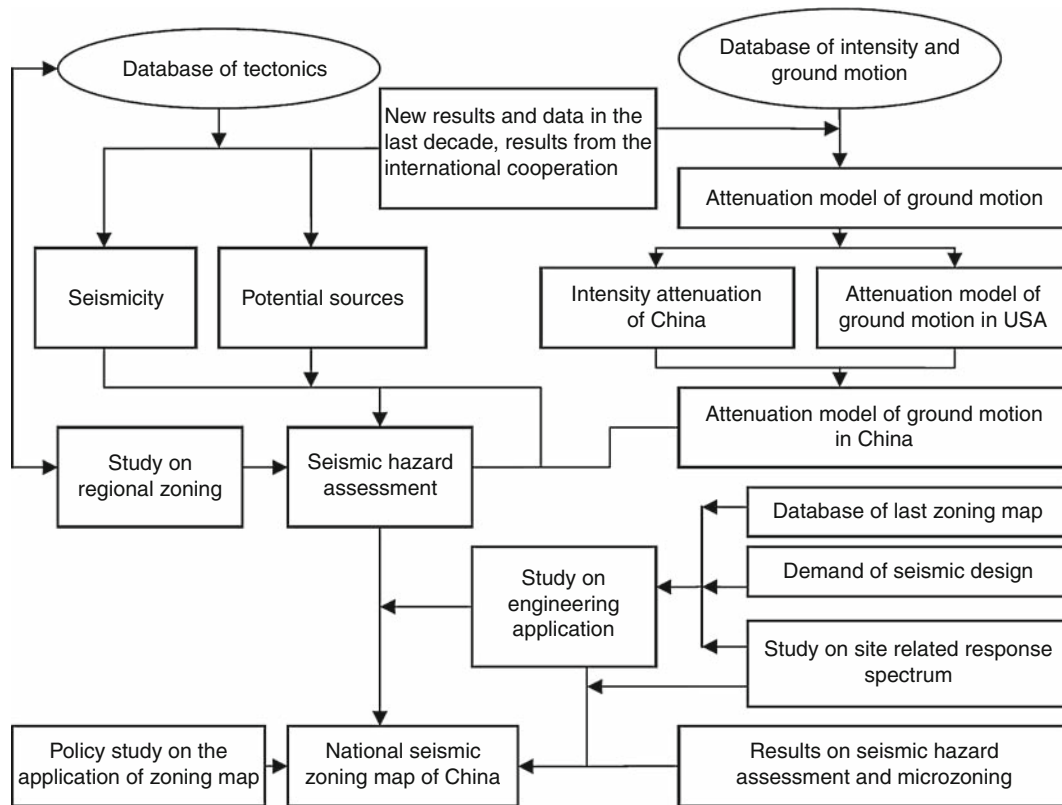 Database of tectonics
Database of intensity and
ground motion
New results and data in the
last decade, results from the
international cooperation
Attenuation model of ground motion
Seismicity
Potential sources
Intensity attenuation
of China
Attenuation model of
ground motion in USA
Attenuation model of ground motion
in China
Study on
regional zoning
Seismic hazard
assessment
Database of last zoning map
Demand of seismic design
Study on
engineering
application
Study on site related response
spectrum
Policy study on the
application of zoning map
National seismic
zoning map of China
Results on seismic hazard
assessment and microzoning